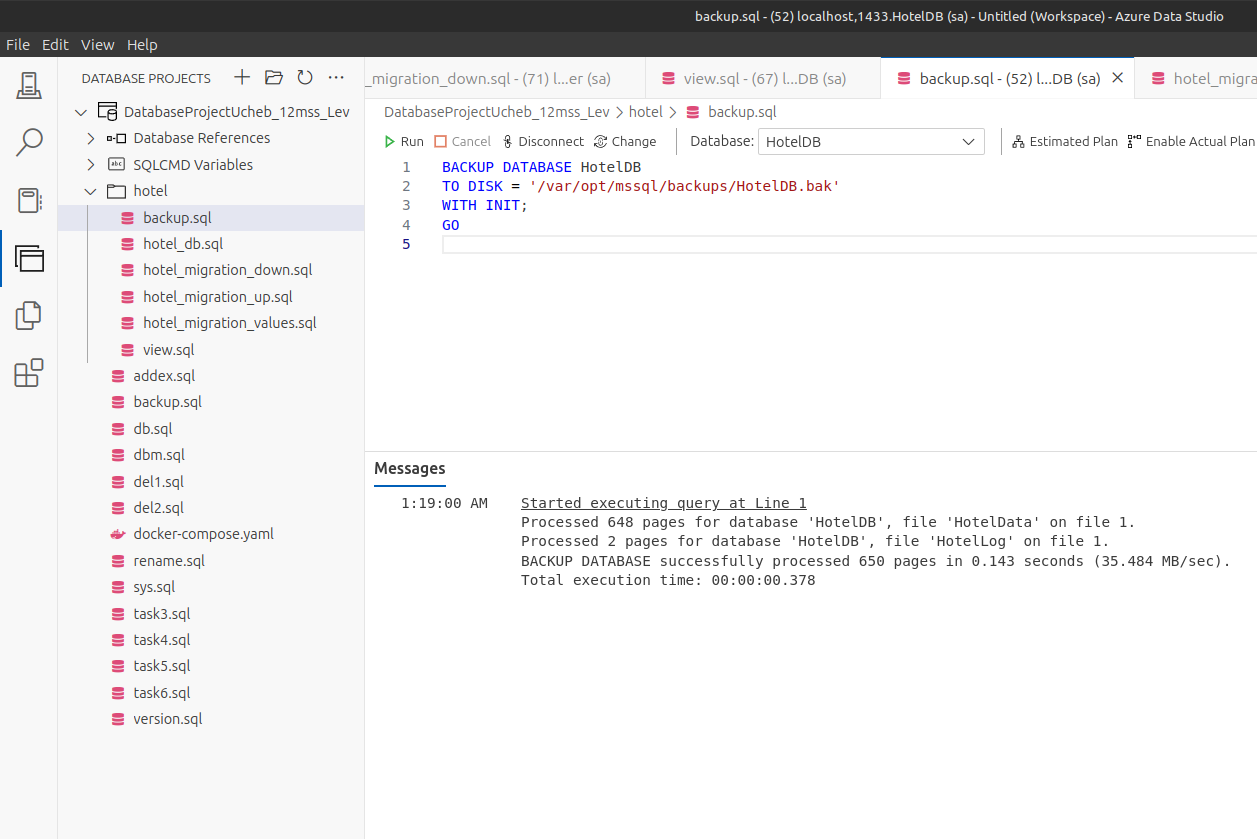 backup.sql - (52) localhost,1433.HotelDB (sa) - Untitled (Workspace) - Azure Data Studio
File Edit View Help
DATABASE PROJECTS
DatabaseProjectUcheb_12mss_Lev
Database References
abc SQLCMD Variables
hotel
backup.sql
hotel_db.sql
hotel_migration_down.sql
hotel_migration_up.sql
hotel_migration_values.sql
view.sql
addex.sql
backup.sql
db.sql
dbm.sql
del1.sql
del2.sql
docker-compose.yaml
rename.sql
sys.sql
task3.sql
task4.sql
task5.sql
task6.sql
version.sql
_migration_down.sql - (71) l...er (sa) view.sql - (67) l...DB (sa) backup.sql - (52) l...DB (sa) hotel_migra
DatabaseProjectUcheb_12mss_Lev > hotel > backup.sql
Run Cancel Disconnect Change Database: HotelDB Estimated Plan Enable Actual Plan
1 BACKUP DATABASE HotelDB
2 TO DISK = '/var/opt/mssql/backups/HotelDB.bak'
3 WITH INIT;
4 GO
5
Messages
1:19:00 AM Started executing query at Line 1
Processed 648 pages for database 'HotelDB', file 'HotelData' on file 1.
Processed 2 pages for database 'HotelDB', file 'HotelLog' on file 1.
BACKUP DATABASE successfully processed 650 pages in 0.143 seconds (35.484 MB/sec).
Total execution time: 00:00:00.378